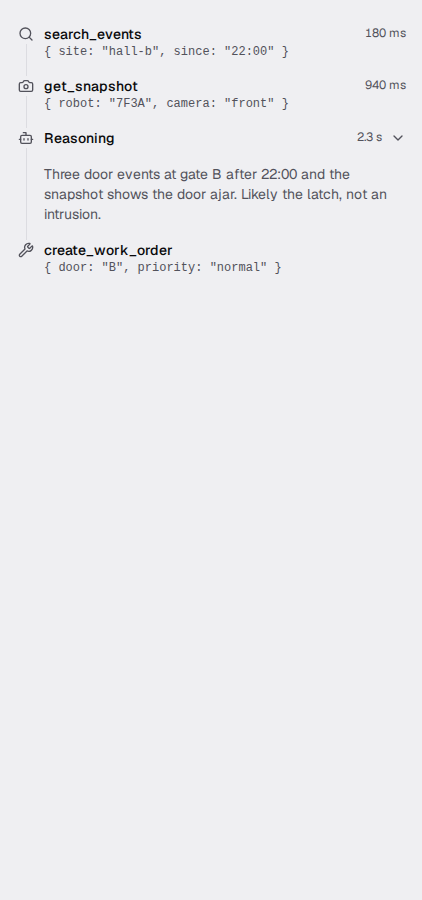 search_events 180 ms
{ site: "hall-b", since: "22:00" }
get_snapshot 940 ms
{ robot: "7F3A", camera: "front" }
Reasoning 2.3 s
Three door events at gate B after 22:00 and the
snapshot shows the door ajar. Likely the latch, not an
intrusion.
create_work_order
{ door: "B", priority: "normal" }